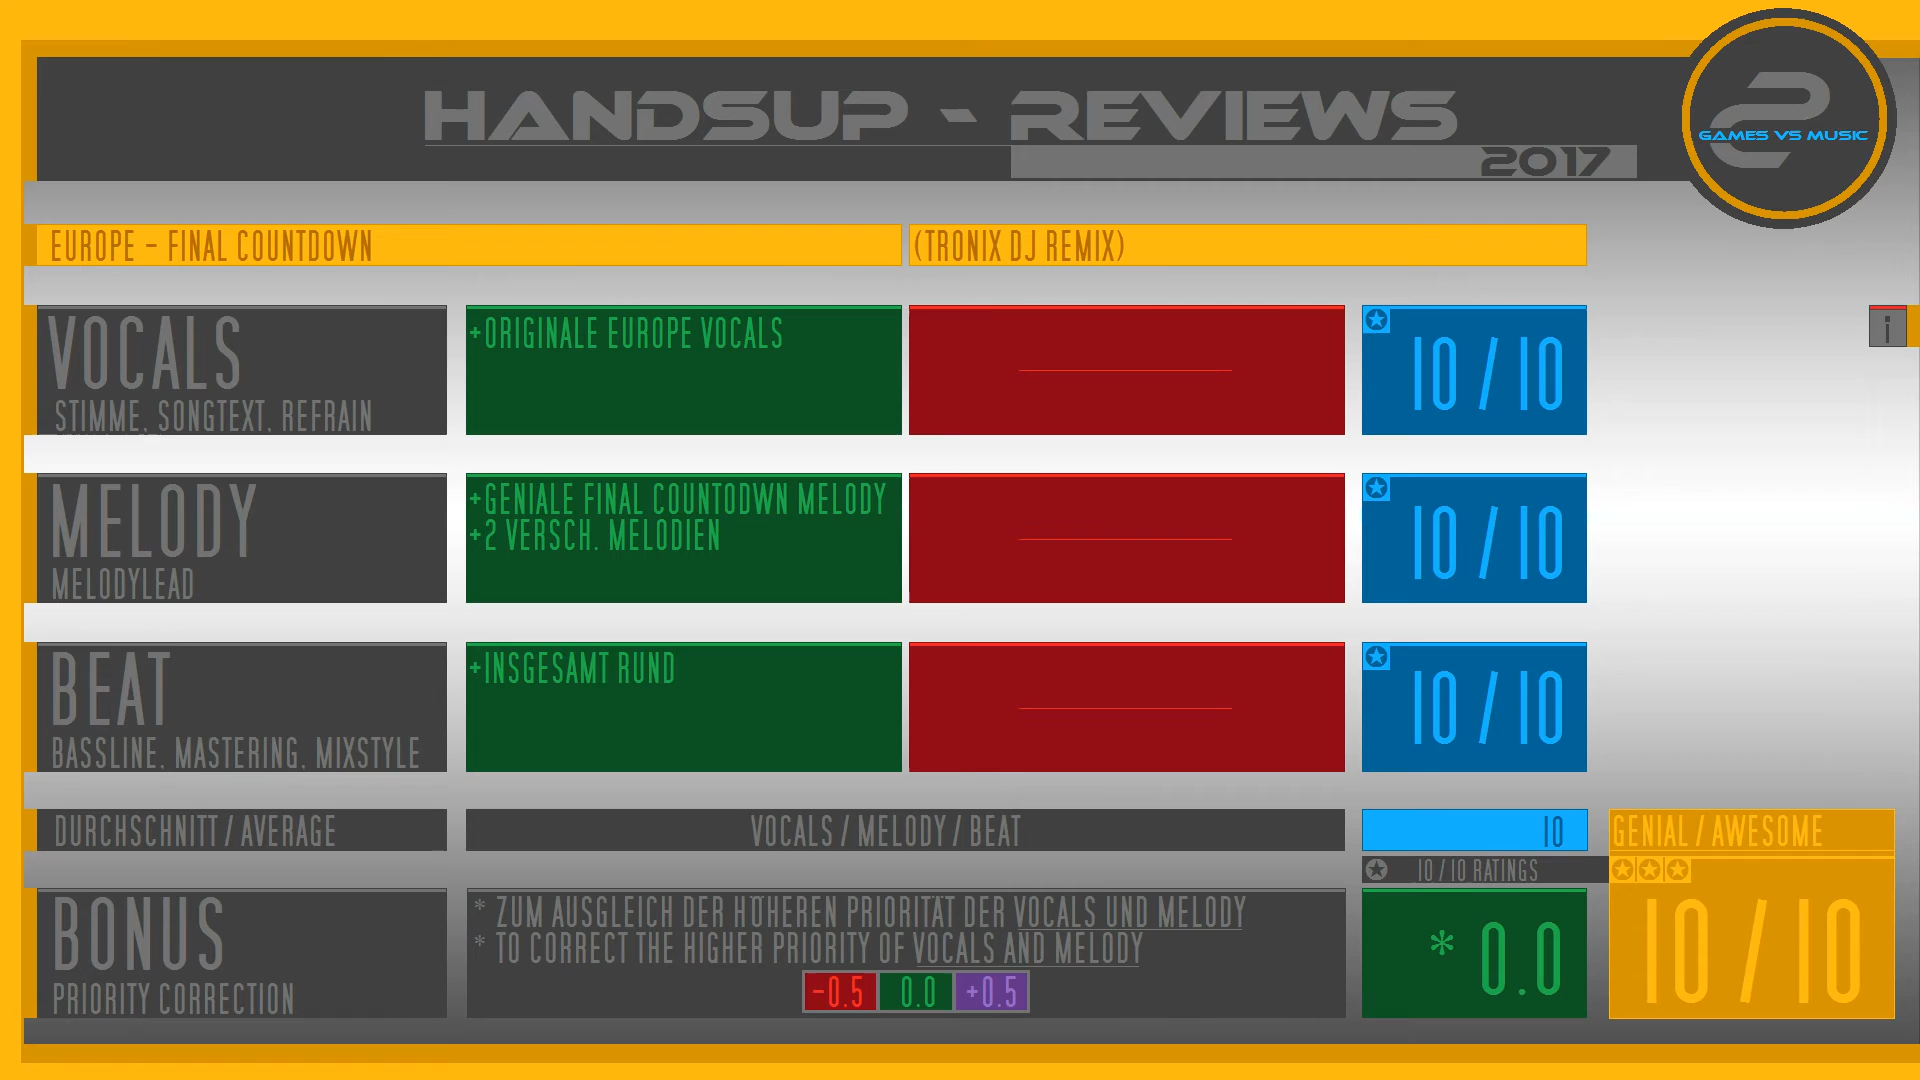 HANDSUP - REVIEWS
2017
GAMES VS MUSIC
EUROPE - FINAL COUNTDOWN
(TRONIX DJ REMIX)
VOCALS
STIMME, SONGTEXT, REFRAIN
+ORIGINALE EUROPE VOCALS
10 / 10
i
MELODY
MELODYLEAD
+GENIALE FINAL COUNTODWN MELODY
+2 VERSCH. MELODIEN
10 / 10
BEAT
BASSLINE, MASTERING, MIXSTYLE
+INSGESAMT RUND
10 / 10
DURCHSCHNITT / AVERAGE
VOCALS / MELODY / BEAT
10
GENIAL / AWESOME
10 / 10 RATINGS
BONUS
PRIORITY CORRECTION
* ZUM AUSGLEICH DER HÖHEREN PRIORITÄT DER VOCALS UND MELODY
* TO CORRECT THE HIGHER PRIORITY OF VOCALS AND MELODY
-0.5 0.0 +0.5
* 0.0
10 / 10